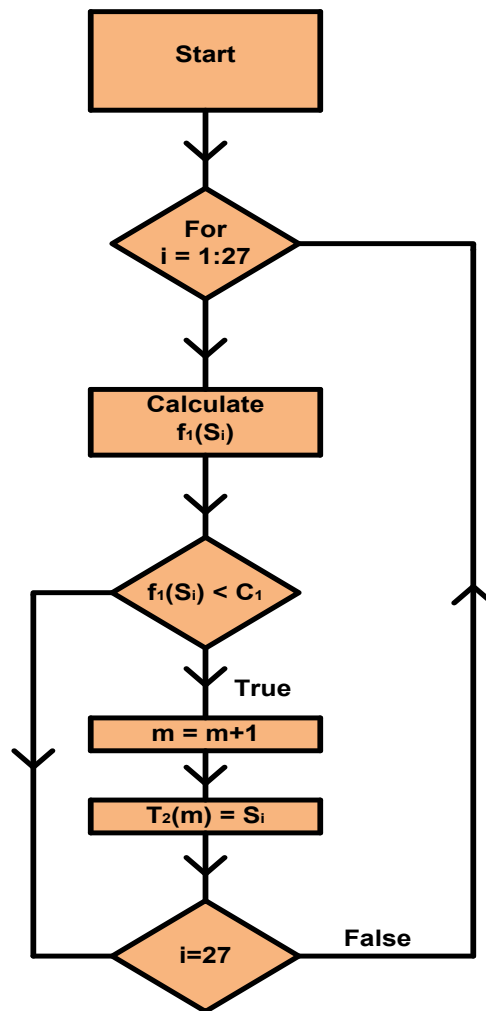 Start
For
i = 1:27
Calculate
f₁(Sᵢ)
f₁(Sᵢ) < C₁
True
m = m+1
T₂(m) = Sᵢ
i=27
False